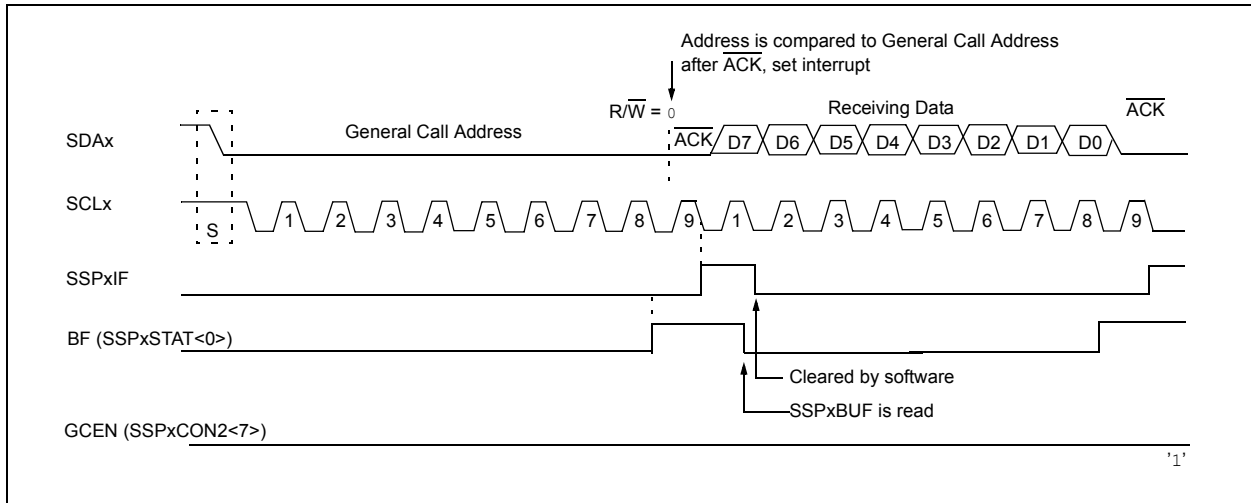 Address is compared to General Call Address
after ACK, set interrupt
R/W = 0
Receiving Data
ACK
General Call Address
SDAx
ACK D7 D6 D5 D4 D3 D2 D1 D0
SCLx
S 1 2 3 4 5 6 7 8 9 1 2 3 4 5 6 7 8 9
SSPxIF
BF (SSPxSTAT<0>)
Cleared by software
SSPxBUF is read
GCEN (SSPxCON2<7>)
'1'